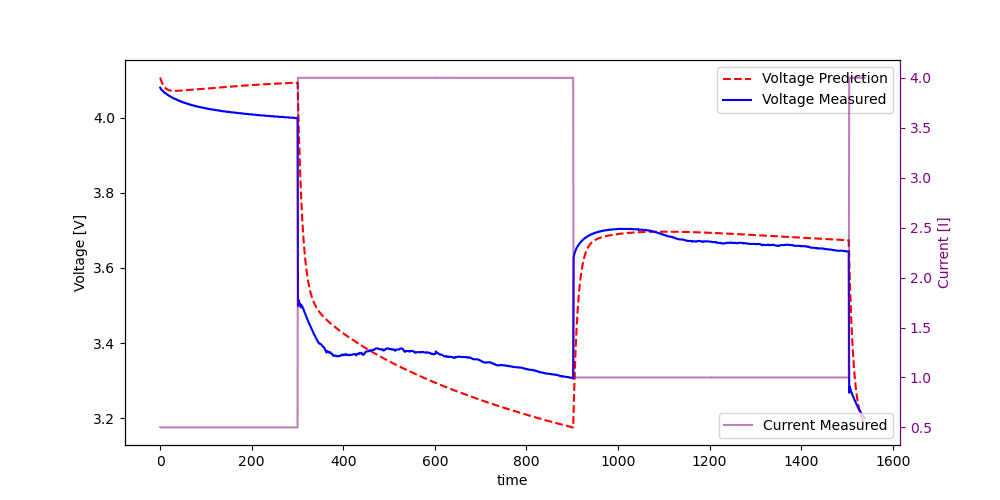 Voltage Prediction
Voltage Measured
Current Measured
Voltage [V]
4.0
3.8
3.6
3.4
3.2
4.0
3.5
3.0
2.5
2.0
1.5
1.0
0.5
Current [I]
0 200 400 600 800 1000 1200 1400 1600
time